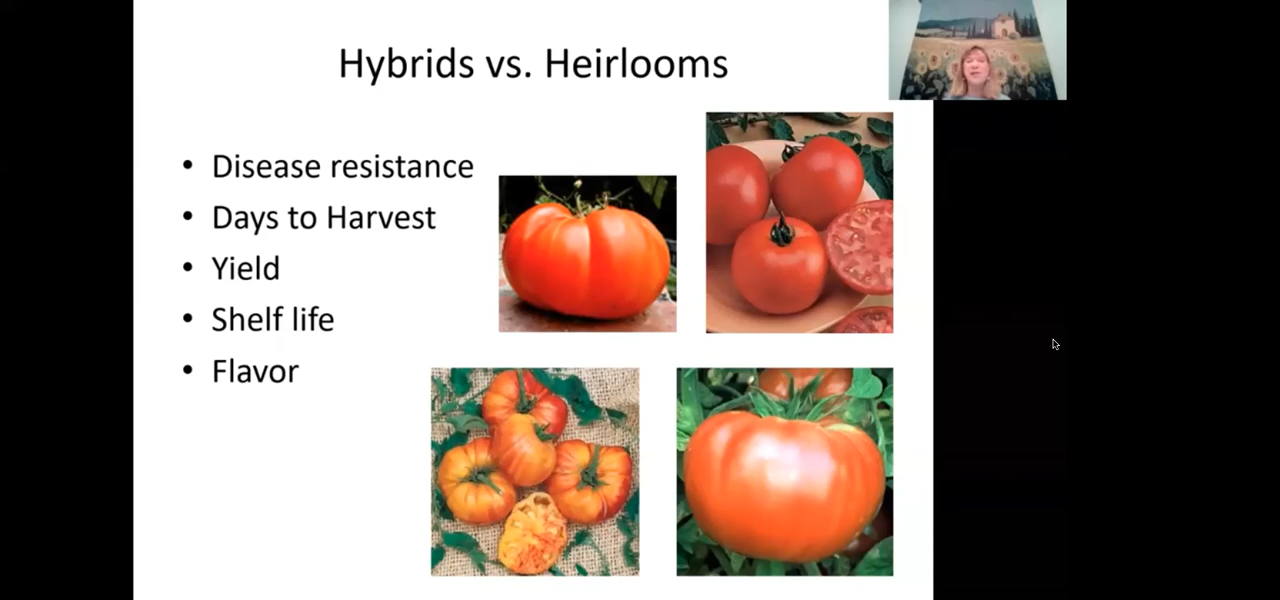 Hybrids vs. Heirlooms
• Disease resistance
• Days to Harvest
• Yield
• Shelf life
• Flavor